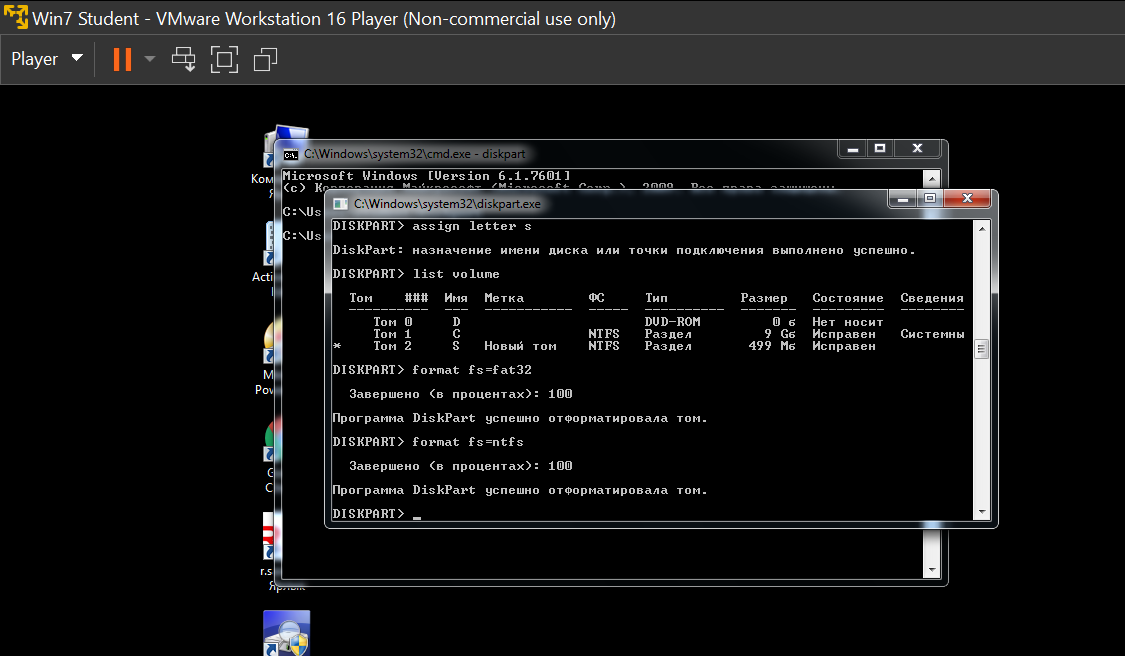 Win7 Student - VMware Workstation 16 Player (Non-commercial use only)
Player
Ком
Я
Acti
M
Pow
G
C
r.s
Ярлык
C:\Windows\system32\cmd.exe - diskpart
Microsoft Windows [Version 6.1.7601]
(c) Корпорация Майкрософт (Microsoft Corp.), 2009. Все права защищены.
C:\Us
C:\Us
C:\Windows\system32\diskpart.exe
DISKPART> assign letter s
DiskPart: назначение имени диска или точки подключения выполнено успешно.
DISKPART> list volume
Том ### Имя Метка ФС Тип Размер Состояние Сведения
---------- --- ----------- ----- ---------- ------- --------- --------
Том 0 D DVD-ROM 0 б Нет носит
Том 1 C NTFS Раздел 9 Gб Исправен Системны
* Том 2 S Новый том NTFS Раздел 499 Mб Исправен
DISKPART> format fs=fat32
Завершено (в процентах): 100
Программа DiskPart успешно отформатировала том.
DISKPART> format fs=ntfs
Завершено (в процентах): 100
Программа DiskPart успешно отформатировала том.
DISKPART> _